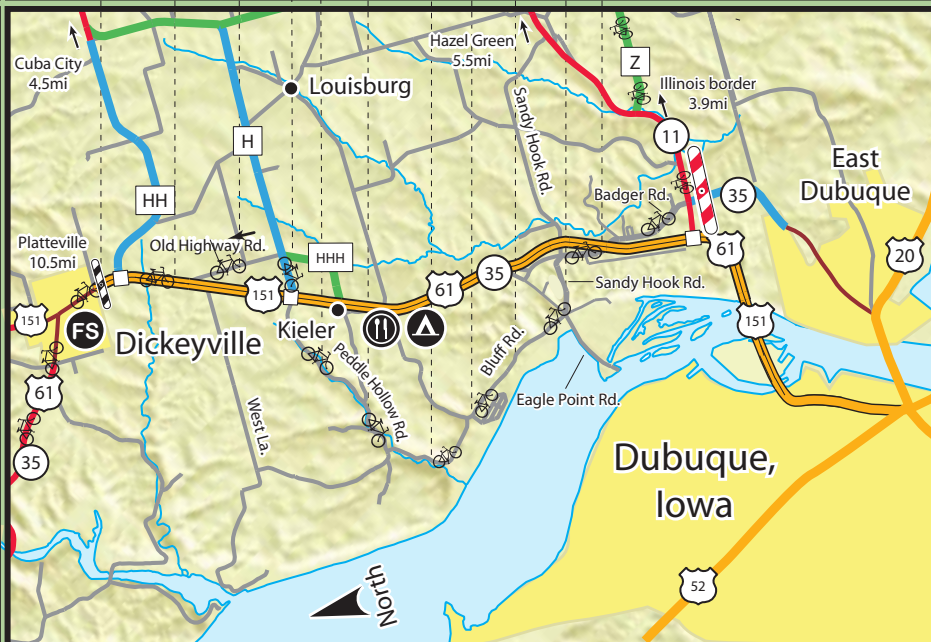 Cuba City
4.5mi
Hazel Green
5.5mi
Z
Illinois border
3.9mi
Louisburg
Sandy Hook Rd.
11
H
East
Dubuque
HH
Badger Rd.
35
Platteville
10.5mi
Old Highway Rd.
HHH
61
20
151
61
35
151
Sandy Hook Rd.
151
FS
Dickeyville
Kieler
Peddle Hollow Rd.
Bluff Rd.
61
Eagle Point Rd.
West La.
35
Dubuque,
Iowa
52
North